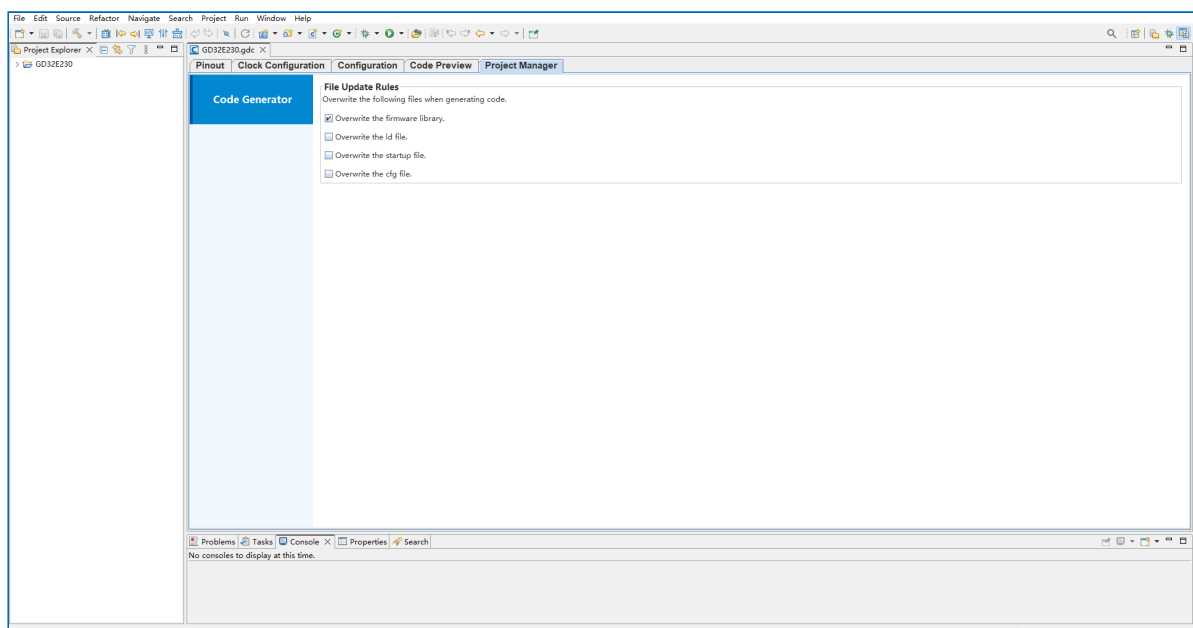 File Edit Source Refactor Navigate Search Project Run Window Help
Project Explorer
GD32E230.gdc
GD32E230
Pinout Clock Configuration Configuration Code Preview Project Manager
Code Generator
File Update Rules
Overwrite the following files when generating code.
Overwrite the firmware library.
Overwrite the ld file.
Overwrite the startup file.
Overwrite the cfg file.
Problems Tasks Console Properties Search
No consoles to display at this time.